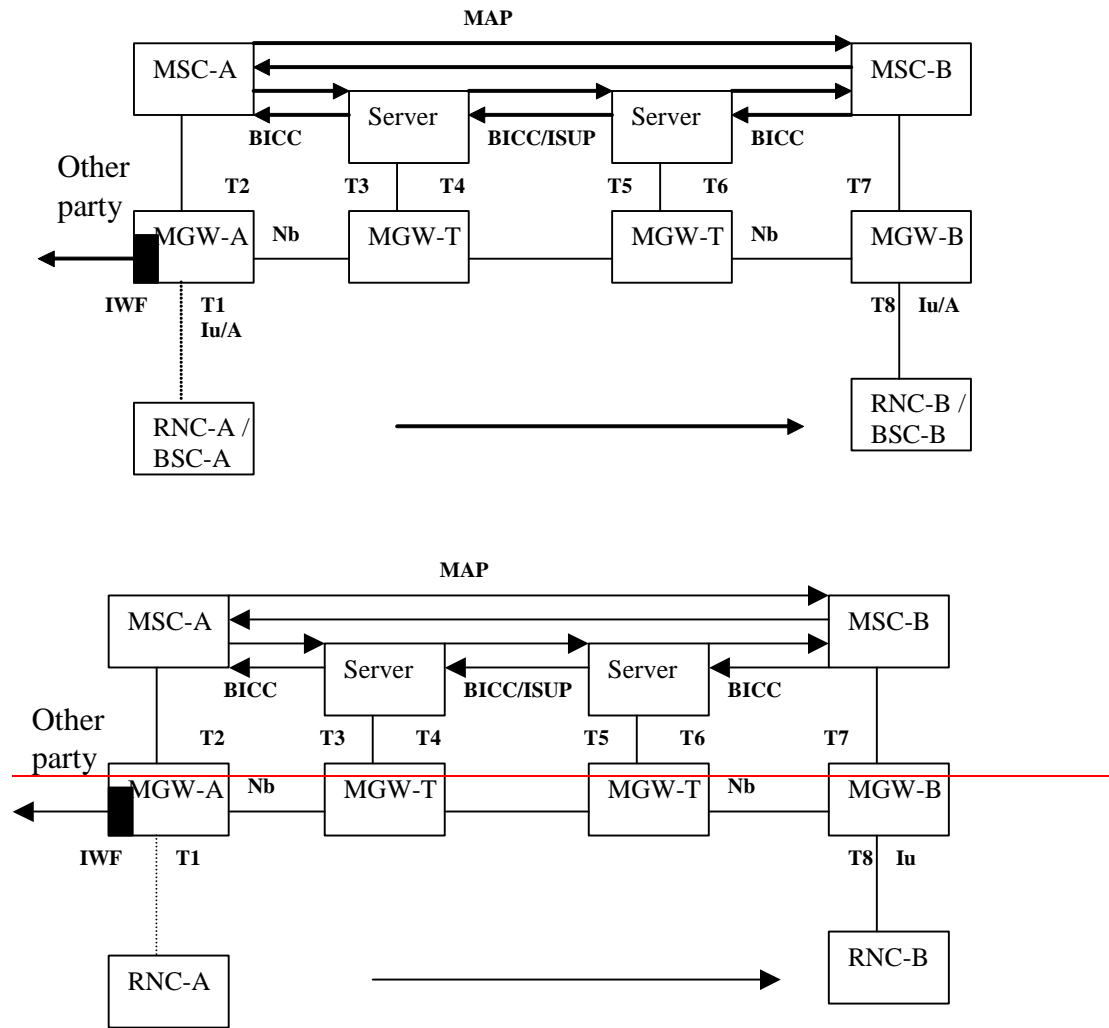 MAP
MSC-A
MSC-B
Server
Server
BICC
BICC/ISUP
BICC
Other
party
T2
T3
T4
T5
T6
T7
MGW-A
Nb
MGW-T
MGW-T
Nb
MGW-B
IWF
T1
Iu/A
T8
Iu/A
RNC-A /
BSC-A
RNC-B /
BSC-B
MAP
MSC-A
MSC-B
Server
Server
BICC
BICC/ISUP
BICC
Other
party
T2
T3
T4
T5
T6
T7
MGW-A
Nb
MGW-T
MGW-T
Nb
MGW-B
IWF
T1
T8
Iu
RNC-A
RNC-B